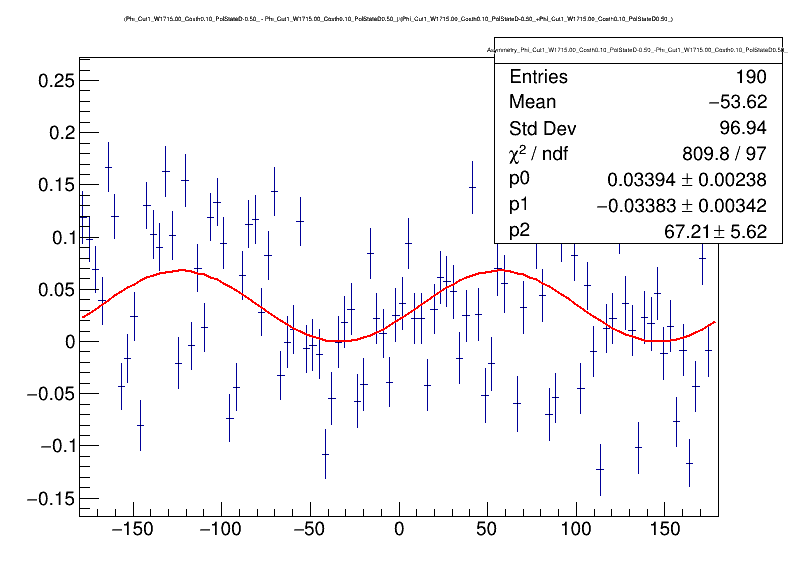 (Phi_Cut1_W1715.00_Costh0.10_PolStateD-0.50_ - Phi_Cut1_W1715.00_Costh0.10_PolStateD0.50_)/(Phi_Cut1_W1715.00_Costh0.10_PolStateD-0.50_+Phi_Cut1_W1715.00_Costh0.10_PolStateD0.50_)
Asymmetry_Phi_Cut1_W1715.00_Costh0.10_PolStateD-0.50_-Phi_Cut1_W1715.00_Costh0.10_PolStateD0.50_
Entries 190
Mean −53.62
Std Dev 96.94
χ² / ndf 809.8 / 97
p0 0.03394 ± 0.00238
p1 −0.03383 ± 0.00342
p2 67.21 ± 5.62
0.25
0.2
0.15
0.1
0.05
0
−0.05
−0.1
−0.15
−150 −100 −50 0 50 100 150